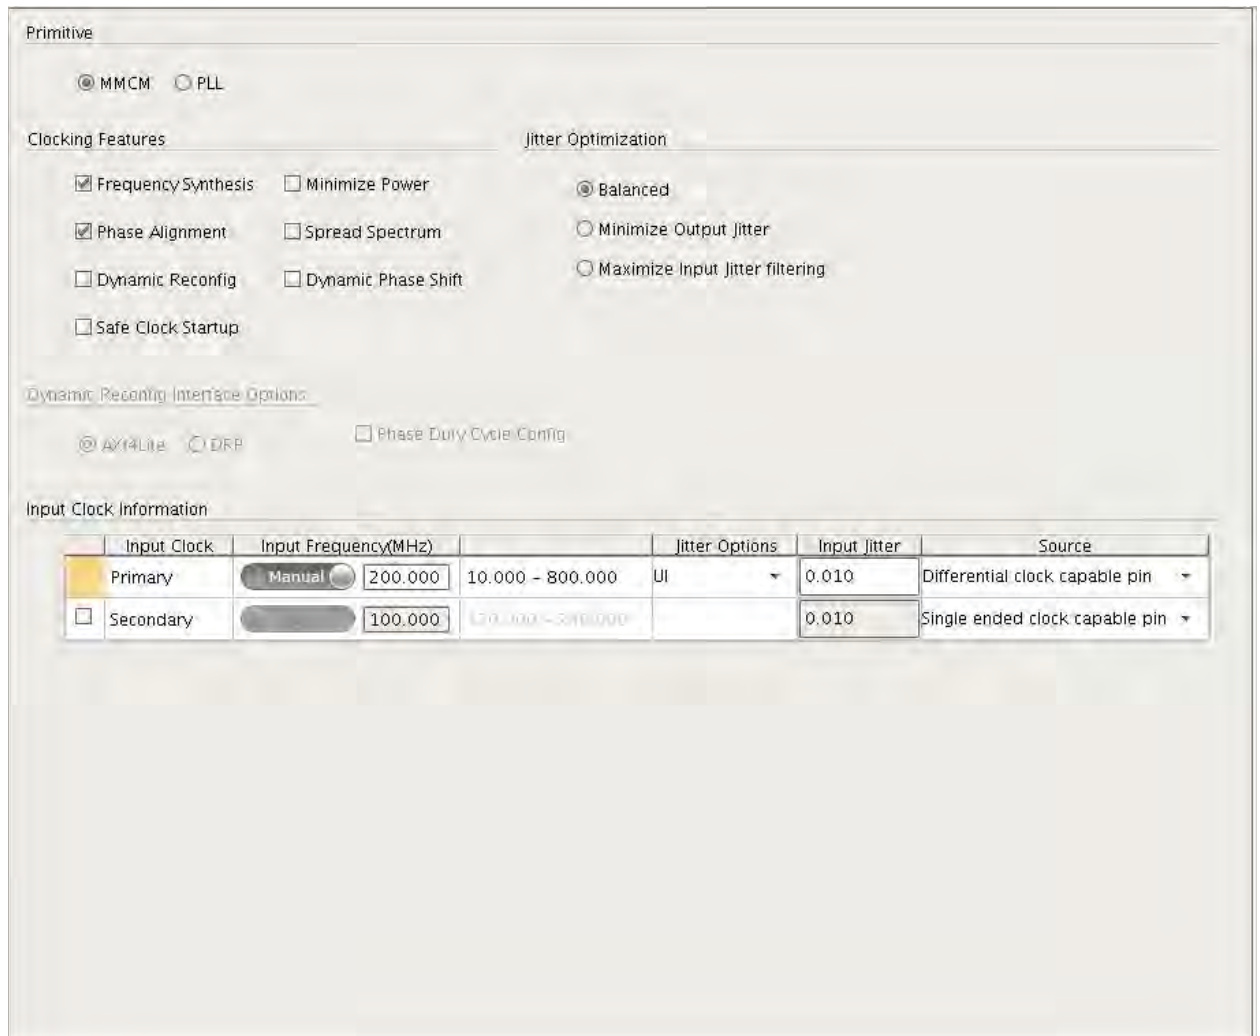 Primitive
MMCM PLL
Clocking Features Jitter Optimization
Frequency Synthesis Minimize Power Balanced
Phase Alignment Spread Spectrum Minimize Output Jitter
Dynamic Reconfig Dynamic Phase Shift Maximize Input Jitter filtering
Safe Clock Startup
Dynamic Reconfig Interface Options
AXI4Lite DRP Phase Duty Cycle Config
Input Clock Information
Input Clock Input Frequency(MHz) Jitter Options Input Jitter Source
Primary Manual 200.000 10.000 - 800.000 UI 0.010 Differential clock capable pin
Secondary 100.000 0.010 Single ended clock capable pin